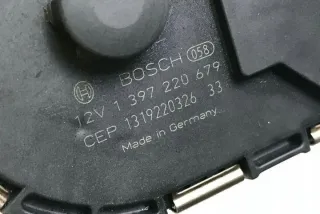 BOSCH 058
12V 1 397 220 679
CEP 1319220326 33
Made in Germany